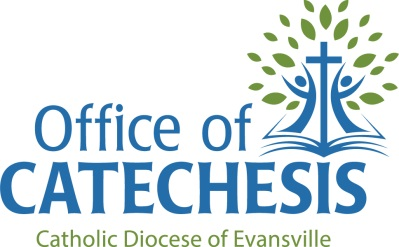 Office of
CATECHESIS
Catholic Diocese of Evansville